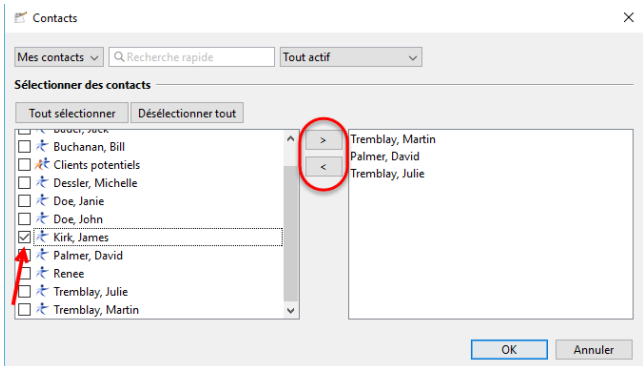 Contacts
Mes contacts Recherche rapide Tout actif
Sélectionner des contacts
Tout sélectionner Désélectionner tout
Bauer, Jack
Buchanan, Bill
Clients potentiels
Dessler, Michelle
Doe, Janie
Doe, John
Kirk, James
Palmer, David
Renee
Tremblay, Julie
Tremblay, Martin
>
<
Tremblay, Martin
Palmer, David
Tremblay, Julie
OK Annuler